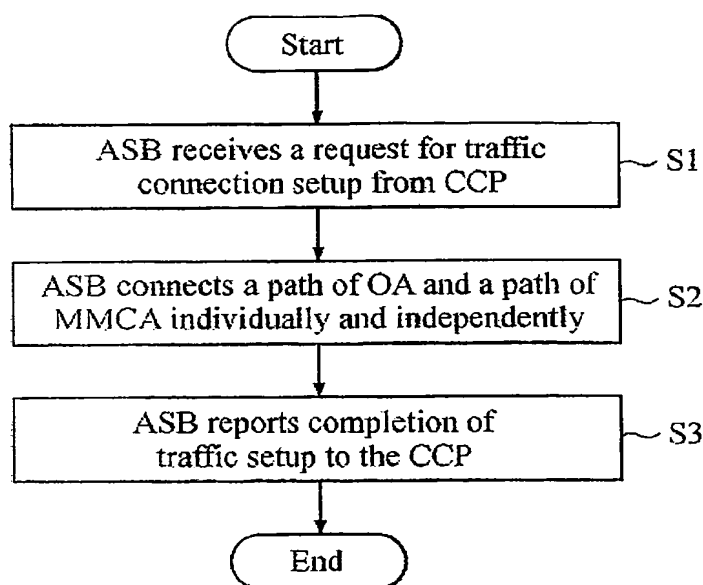 Start
ASB receives a request for traffic
connection setup from CCP
S1
ASB connects a path of OA and a path of
MMCA individually and independently
S2
ASB reports completion of
traffic setup to the CCP
S3
End